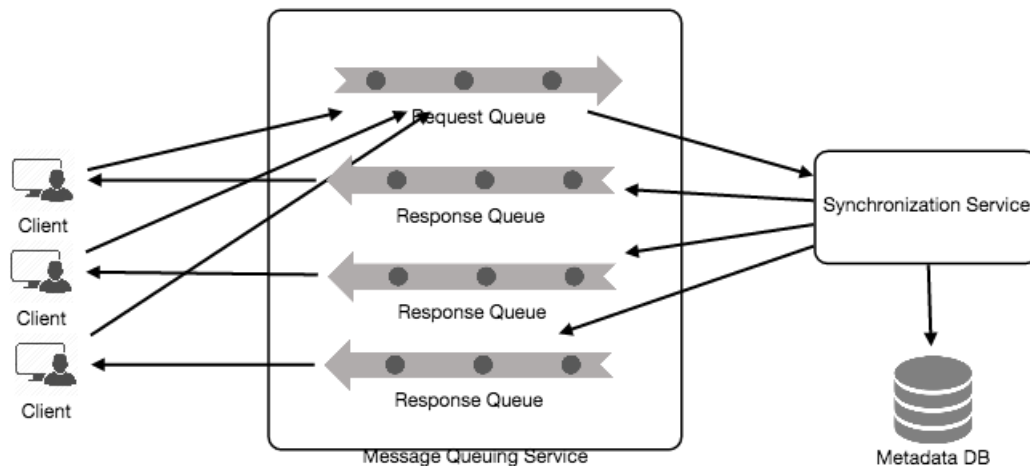 Request Queue
Client
Response Queue
Synchronization Service
Client
Response Queue
Client
Response Queue
Message Queuing Service
Metadata DB